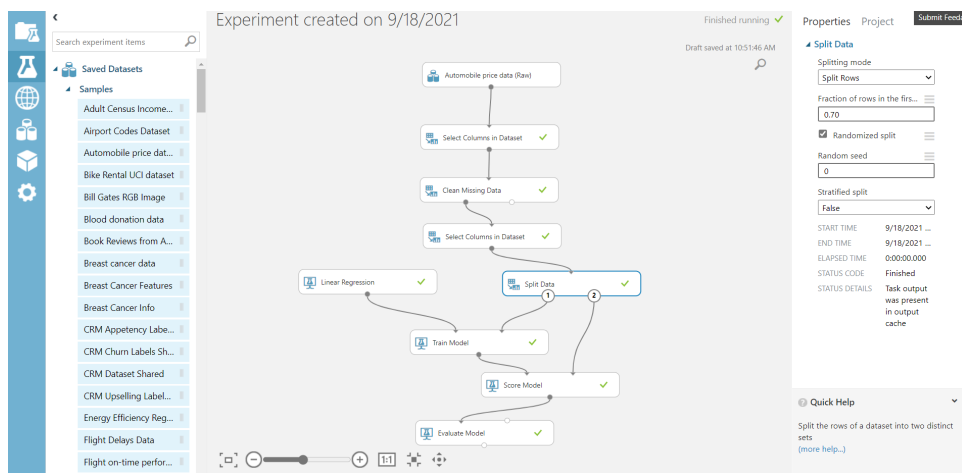 Experiment created on 9/18/2021
Finished running
Draft saved at 10:51:46 AM
Search experiment items
Saved Datasets
Samples
Adult Census Income...
Airport Codes Dataset
Automobile price dat...
Bike Rental UCI dataset
Bill Gates RGB Image
Blood donation data
Book Reviews from A...
Breast cancer data
Breast Cancer Features
Breast Cancer Info
CRM Appetency Labe...
CRM Churn Labels Sh...
CRM Dataset Shared
CRM Upselling Label...
Energy Efficiency Reg...
Flight Delays Data
Flight on-time perfor...
Automobile price data (Raw)
Select Columns in Dataset
Clean Missing Data
Select Columns in Dataset
Linear Regression
Split Data
1
2
Train Model
Score Model
Evaluate Model
1:1
Properties Project
Submit Feed
Split Data
Splitting mode
Split Rows
Fraction of rows in the firs...
0.70
Randomized split
Random seed
0
Stratified split
False
START TIME 9/18/2021 ...
END TIME 9/18/2021 ...
ELAPSED TIME 0:00:00.000
STATUS CODE Finished
STATUS DETAILS Task output
was present
in output
cache
Quick Help
Split the rows of a dataset into two distinct
sets
(more help...)